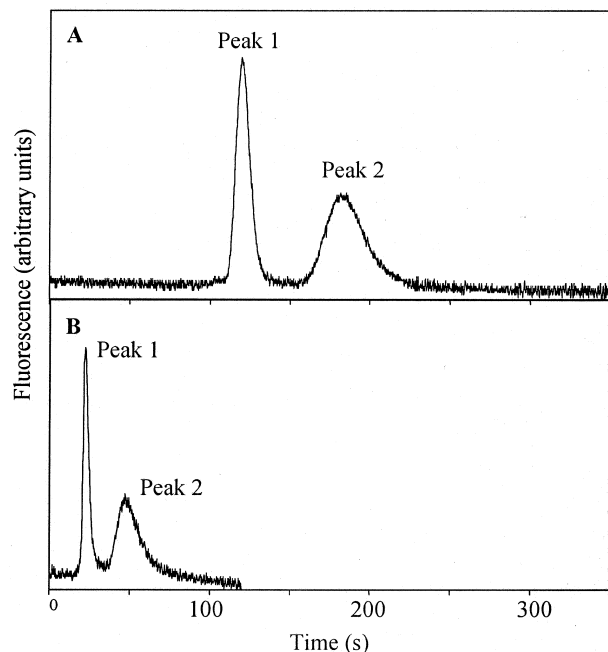 A
Peak 1
Peak 2
Fluorescence (arbitrary units)
B
Peak 1
Peak 2
0 100 200 300
Time (s)